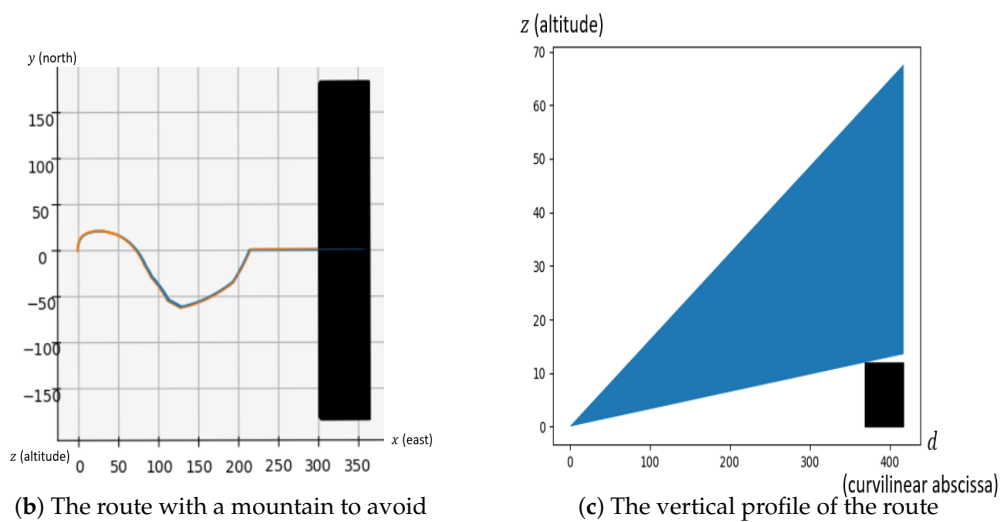 y (north)
150
100
50
0
−50
−100
−150
x (east)
z (altitude)
0 50 100 150 200 250 300 350
(b) The route with a mountain to avoid
z (altitude)
70
60
50
40
30
20
10
0
0 100 200 300 400
d
(curvilinear abscissa)
(c) The vertical profile of the route